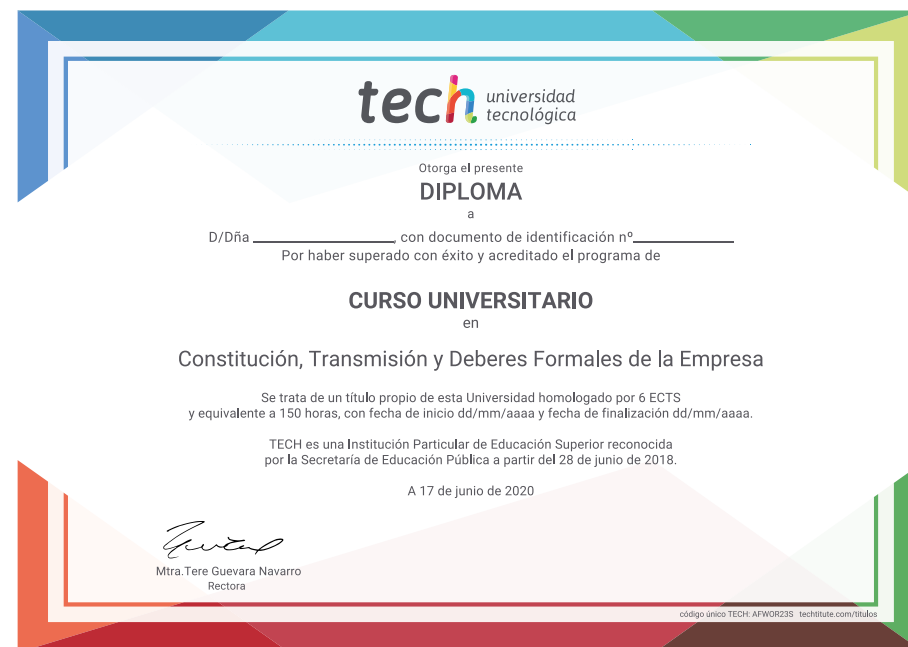 tech universidad
tecnológica
Otorga el presente
DIPLOMA
a
D/Dña ________________, con documento de identificación nº____________
Por haber superado con éxito y acreditado el programa de
CURSO UNIVERSITARIO
en
Constitución, Transmisión y Deberes Formales de la Empresa
Se trata de un título propio de esta Universidad homologado por 6 ECTS
y equivalente a 150 horas, con fecha de inicio dd/mm/aaaa y fecha de finalización dd/mm/aaaa.
TECH es una Institución Particular de Educación Superior reconocida
por la Secretaría de Educación Pública a partir del 28 de junio de 2018.
A 17 de junio de 2020
Mtra.Tere Guevara Navarro
Rectora
código único TECH: AFWOR23S techtitute.com/titulos